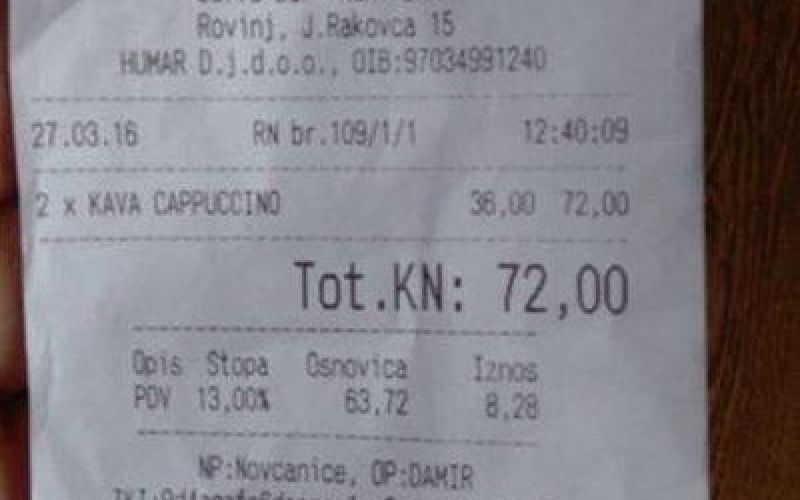 Rovinj, J.Rakovca 15
HUMAR D.j.d.o.o., OIB:97034991240
27.03.16 RN br.109/1/1 12:40:09
2 x KAVA CAPPUCCINO 36,00 72,00
Tot.KN: 72,00
Opis Stopa Osnovica Iznos
PDV 13,00% 63,72 8,28
NP:Novcanice, OP:DAMIR